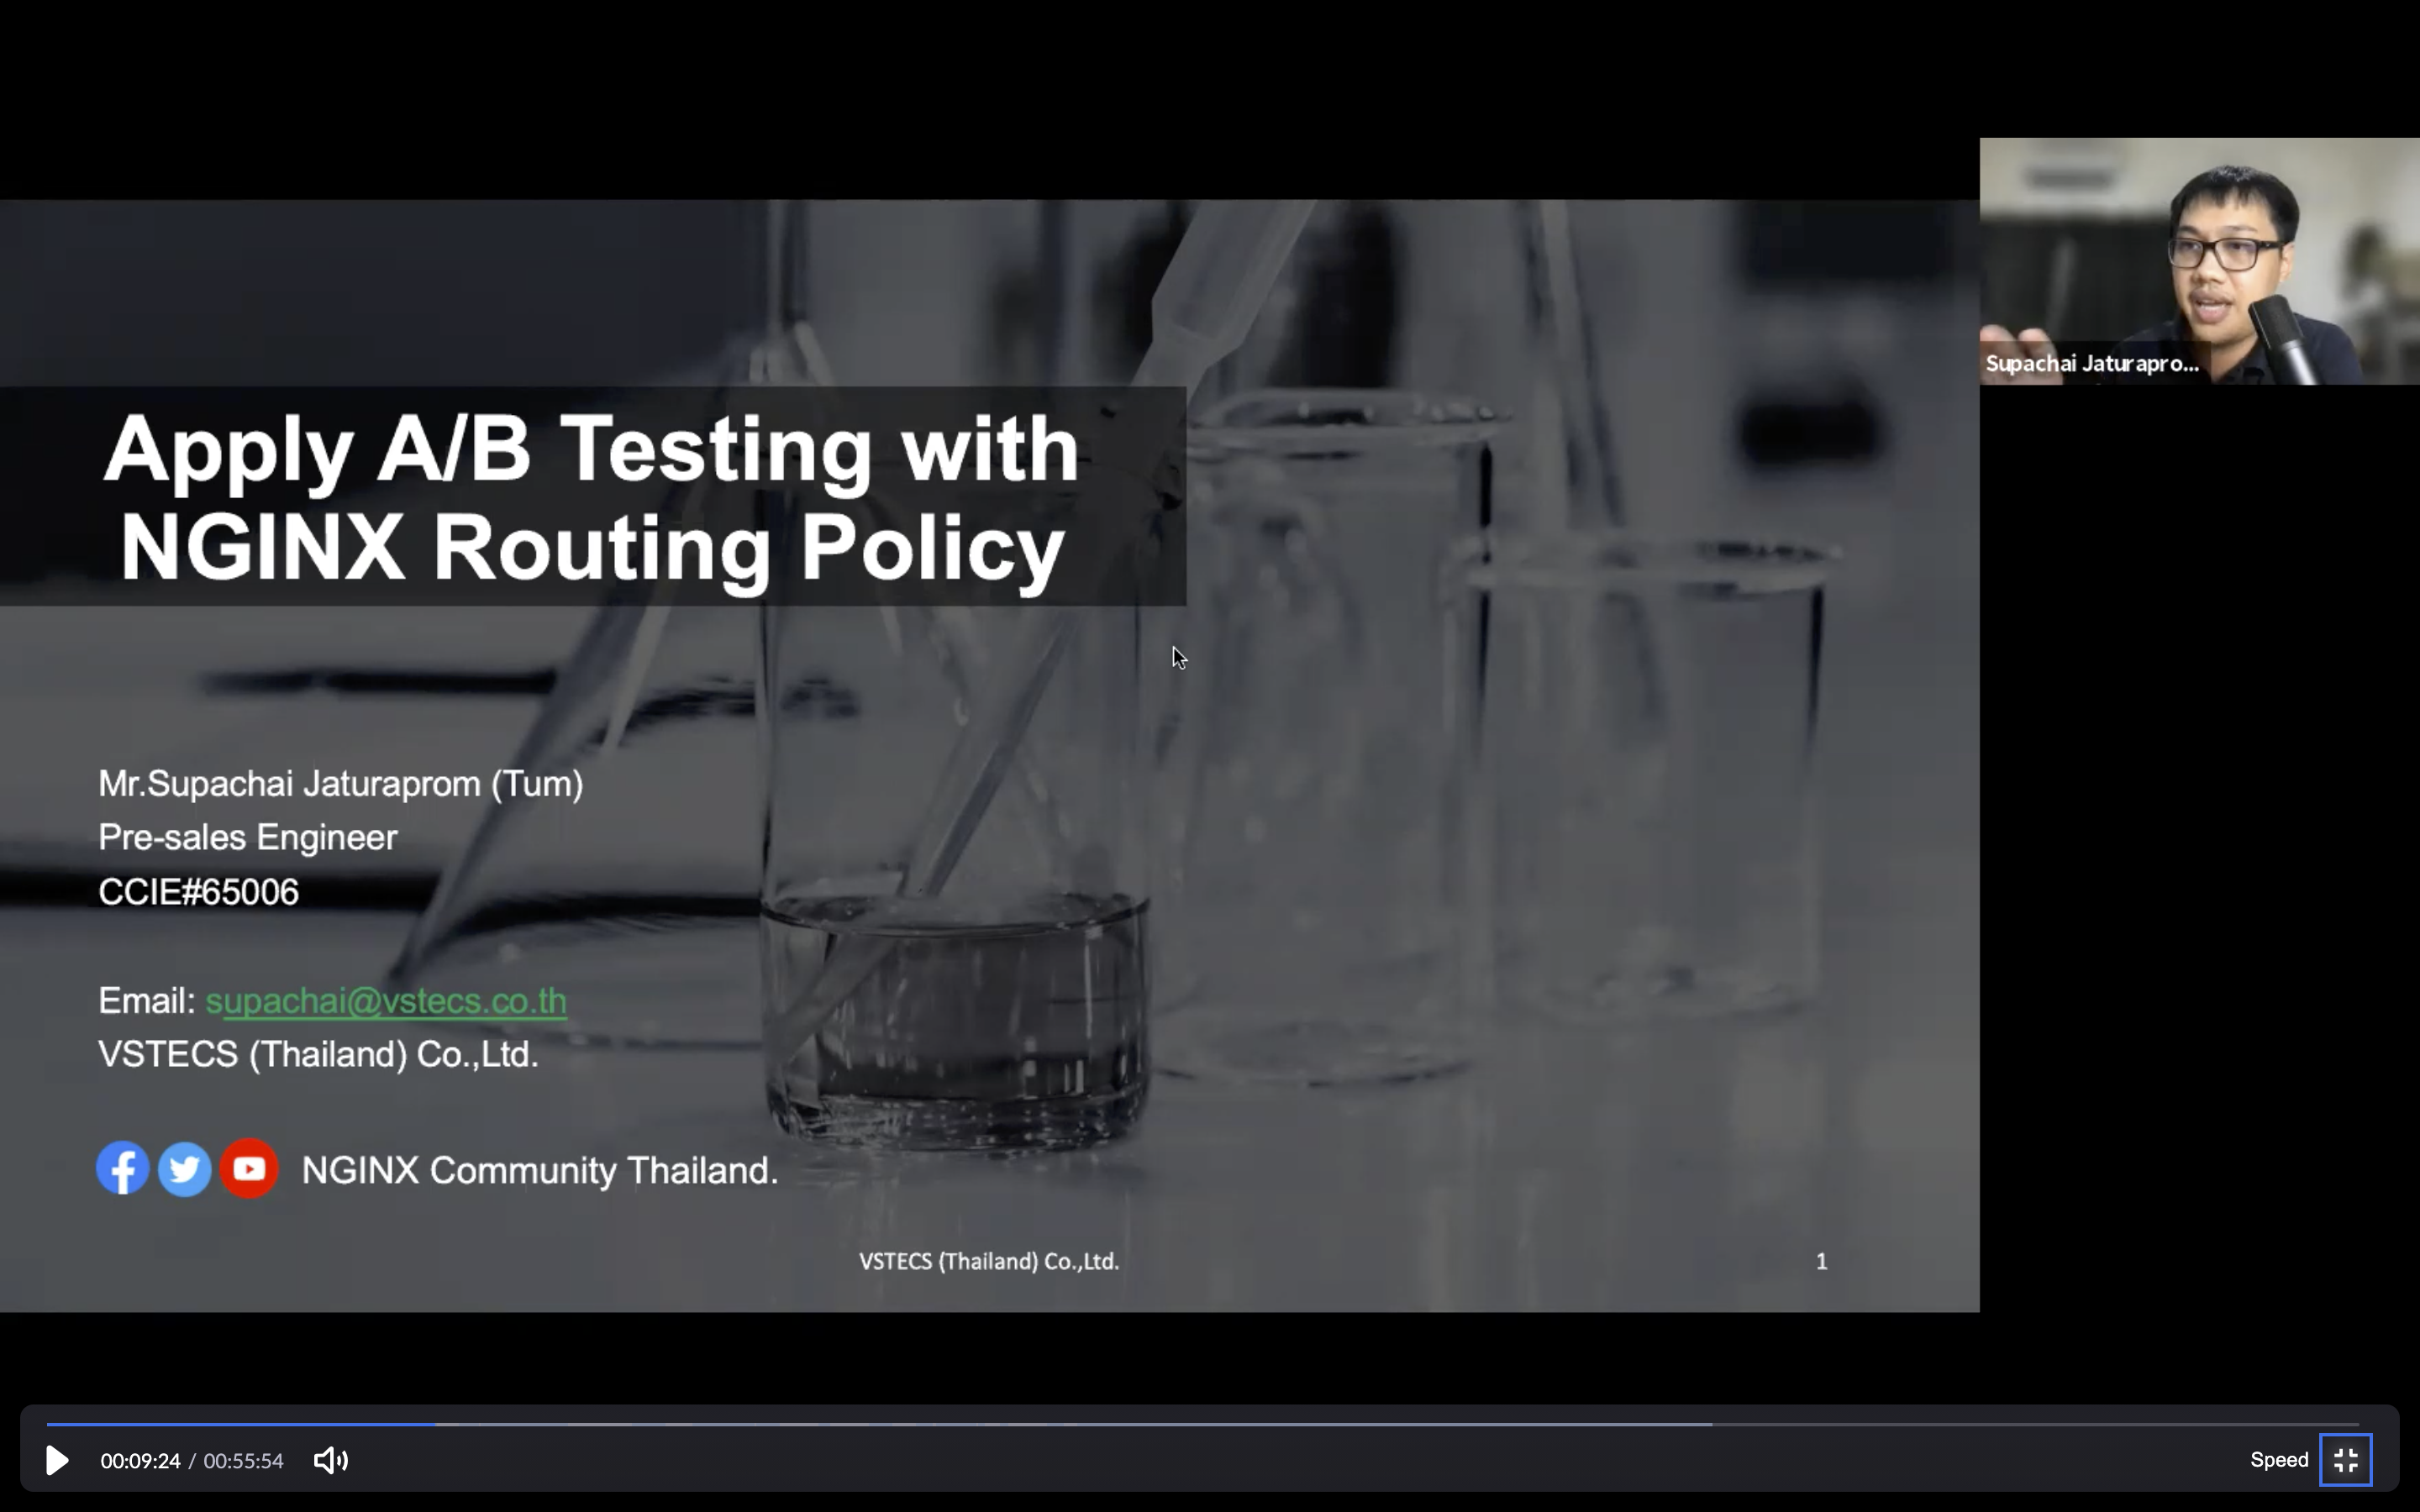 Apply A/B Testing with
NGINX Routing Policy
Supachai Jaturapro...
Mr.Supachai Jaturaprom (Tum)
Pre-sales Engineer
CCIE#65006
Email: supachai@vstecs.co.th
VSTECS (Thailand) Co.,Ltd.
NGINX Community Thailand.
VSTECS (Thailand) Co.,Ltd.
1
00:09:24 / 00:55:54
Speed